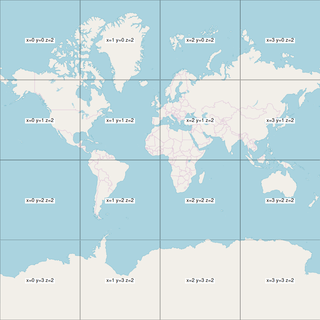 x=0 y=0 z=2
x=1 y=0 z=2
x=2 y=0 z=2
x=3 y=0 z=2
x=0 y=1 z=2
x=1 y=1 z=2
x=2 y=1 z=2
x=3 y=1 z=2
x=0 y=2 z=2
x=1 y=2 z=2
x=2 y=2 z=2
x=3 y=2 z=2
x=0 y=3 z=2
x=1 y=3 z=2
x=2 y=3 z=2
x=3 y=3 z=2